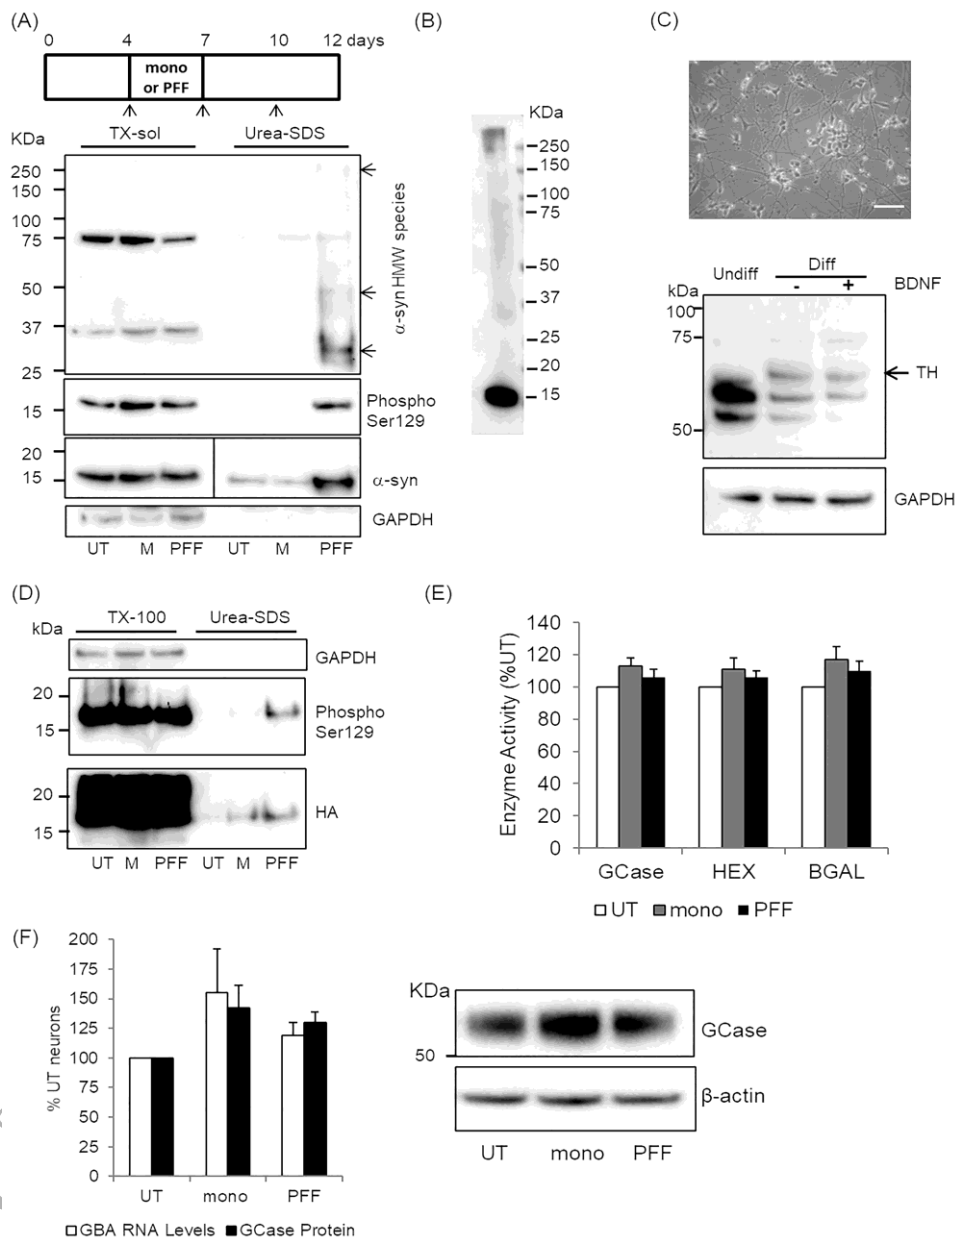 (A)
0 4 7 10 12 days
mono
or PFF
KDa
TX-sol Urea-SDS
250
150
100
75
50
37
25
α-syn HMW species
15
Phospho
Ser129
20
15
α-syn
GAPDH
UT M PFF UT M PFF
(B)
KDa
250
150
100
75
50
37
25
20
15
(C)
Undiff Diff
- + BDNF
kDa
100
75
50
TH
GAPDH
(D)
kDa
TX-100 Urea-SDS
GAPDH
20
15
Phospho
Ser129
20
15
HA
UT M PFF UT M PFF
(E)
Enzyme Activity (%UT)
140
120
100
80
60
40
20
0
GCase HEX BGAL
UT mono PFF
(F)
% UT neurons
200
175
150
125
100
75
50
25
0
UT mono PFF
GBA RNA Levels GCase Protein
KDa
50
GCase
β-actin
UT mono PFF